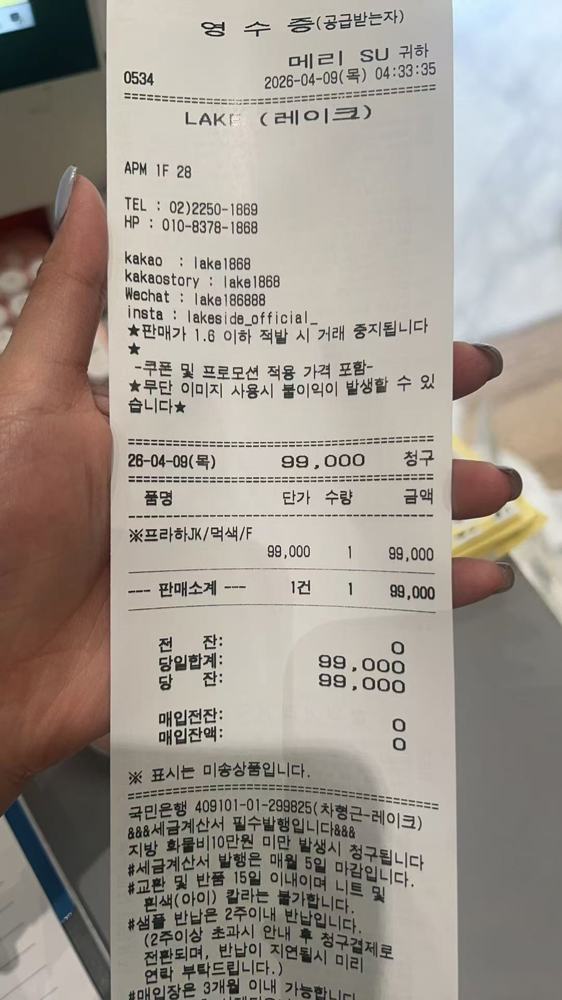 영 수 증(공급받는자)
메리 SU 귀하
0534 2026-04-09(목) 04:33:35
LAKE (레이크)
APM 1F 28
TEL : 02)2250-1869
HP : 010-8378-1868
kakao : lake1868
kakaostory : lake1868
Wechat : lake186888
insta : lakeside_official_
★판매가 1.6 이하 적발 시 거래 중지됩니다
★
-쿠폰 및 프로모션 적용 가격 포함-
★무단 이미지 사용시 불이익이 발생할 수 있
습니다★
26-04-09(목) 99,000 청구
품명 단가 수량 금액
※프라하JK/먹색/F
99,000 1 99,000
--- 판매소계 --- 1건 1 99,000
전 잔: 0
당일합계: 99,000
당 잔: 99,000
매입전잔: 0
매입잔액: 0
※ 표시는 미송상품입니다.
국민은행 409101-01-299825(차형근-레이크)
&&&세금계산서 필수발행입니다&&&
지방 화물비10만원 미만 발생시 청구됩니다
#세금계산서 발행은 매월 5일 마감입니다.
#교환 및 반품 15일 이내이며 니트 및
흰색(아이) 칼라는 불가합니다.
#샘플 반납은 2주이내 반납입니다.
(2주이상 초과시 안내 후 청구결제로
전환되며, 반납이 지연될시 미리
연락 부탁드립니다.)
#매입장은 3개월 이내 가능합니다